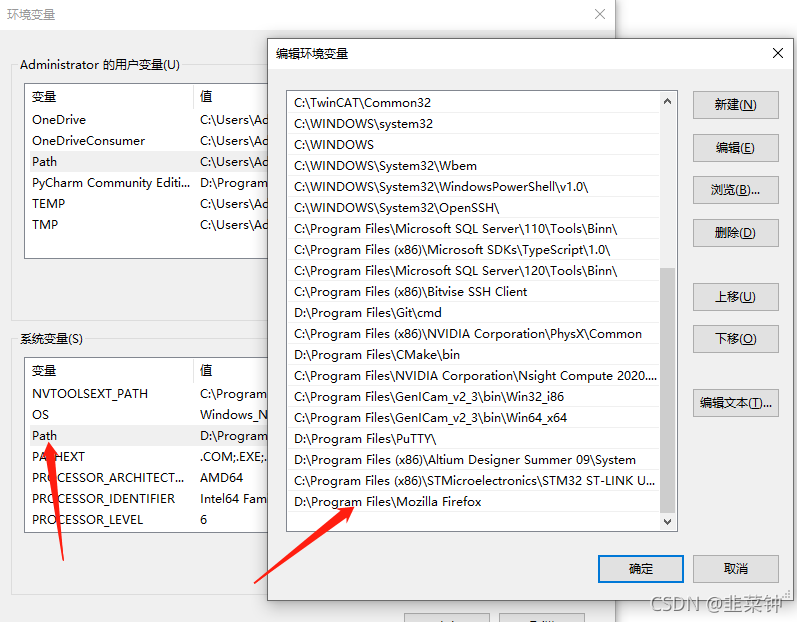 环境变量
Administrator 的用户变量(U)
变量 值
OneDrive C:\Users\Ad
OneDriveConsumer C:\Users\Ad
Path C:\Users\Ad
PyCharm Community Editi... D:\Program
TEMP C:\Users\Ad
TMP C:\Users\Ad
系统变量(S)
变量 值
NVTOOLSEXT_PATH C:\Program
OS Windows_N
Path D:\Program
PATHEXT .COM;.EXE;.
PROCESSOR_ARCHITECT... AMD64
PROCESSOR_IDENTIFIER Intel64 Fam
PROCESSOR_LEVEL 6
编辑环境变量
C:\TwinCAT\Common32
C:\WINDOWS\system32
C:\WINDOWS
C:\WINDOWS\System32\Wbem
C:\WINDOWS\System32\WindowsPowerShell\v1.0\
C:\WINDOWS\System32\OpenSSH\
C:\Program Files\Microsoft SQL Server\110\Tools\Binn\
C:\Program Files (x86)\Microsoft SDKs\TypeScript\1.0\
C:\Program Files\Microsoft SQL Server\120\Tools\Binn\
C:\Program Files (x86)\Bitvise SSH Client
D:\Program Files\Git\cmd
C:\Program Files (x86)\NVIDIA Corporation\PhysX\Common
D:\Program Files\CMake\bin
C:\Program Files\NVIDIA Corporation\Nsight Compute 2020....
C:\Program Files\GenICam_v2_3\bin\Win32_i86
C:\Program Files\GenICam_v2_3\bin\Win64_x64
D:\Program Files\PuTTY\
D:\Program Files (x86)\Altium Designer Summer 09\System
C:\Program Files (x86)\STMicroelectronics\STM32 ST-LINK U...
D:\Program Files\Mozilla Firefox
新建(N)
编辑(E)
浏览(B)...
删除(D)
上移(U)
下移(O)
编辑文本(T)...
确定
取消
CSDN @韭菜钟